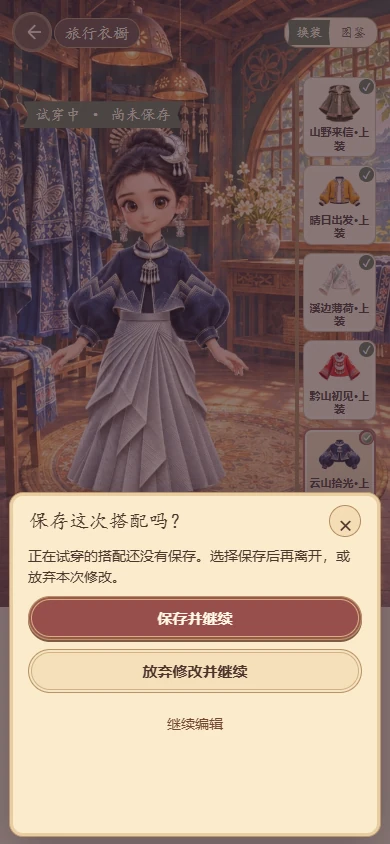 旅行衣橱
换装
图鉴
试穿中 · 尚未保存
山野来信·上
装
晴日出发·上
装
溪边薄荷·上
装
黔山初见·上
装
云山拾光·上
保存这次搭配吗？
正在试穿的搭配还没有保存。选择保存后再离开，或
放弃本次修改。
保存并继续
放弃修改并继续
继续编辑